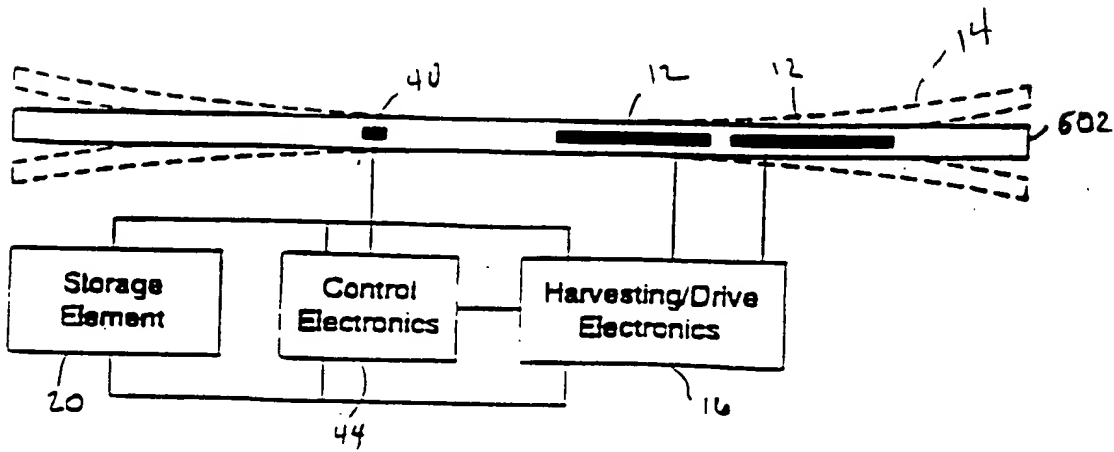 40 12 12 14
602
Storage Control Harvesting/Drive
Element Electronics Electronics
20 44 16